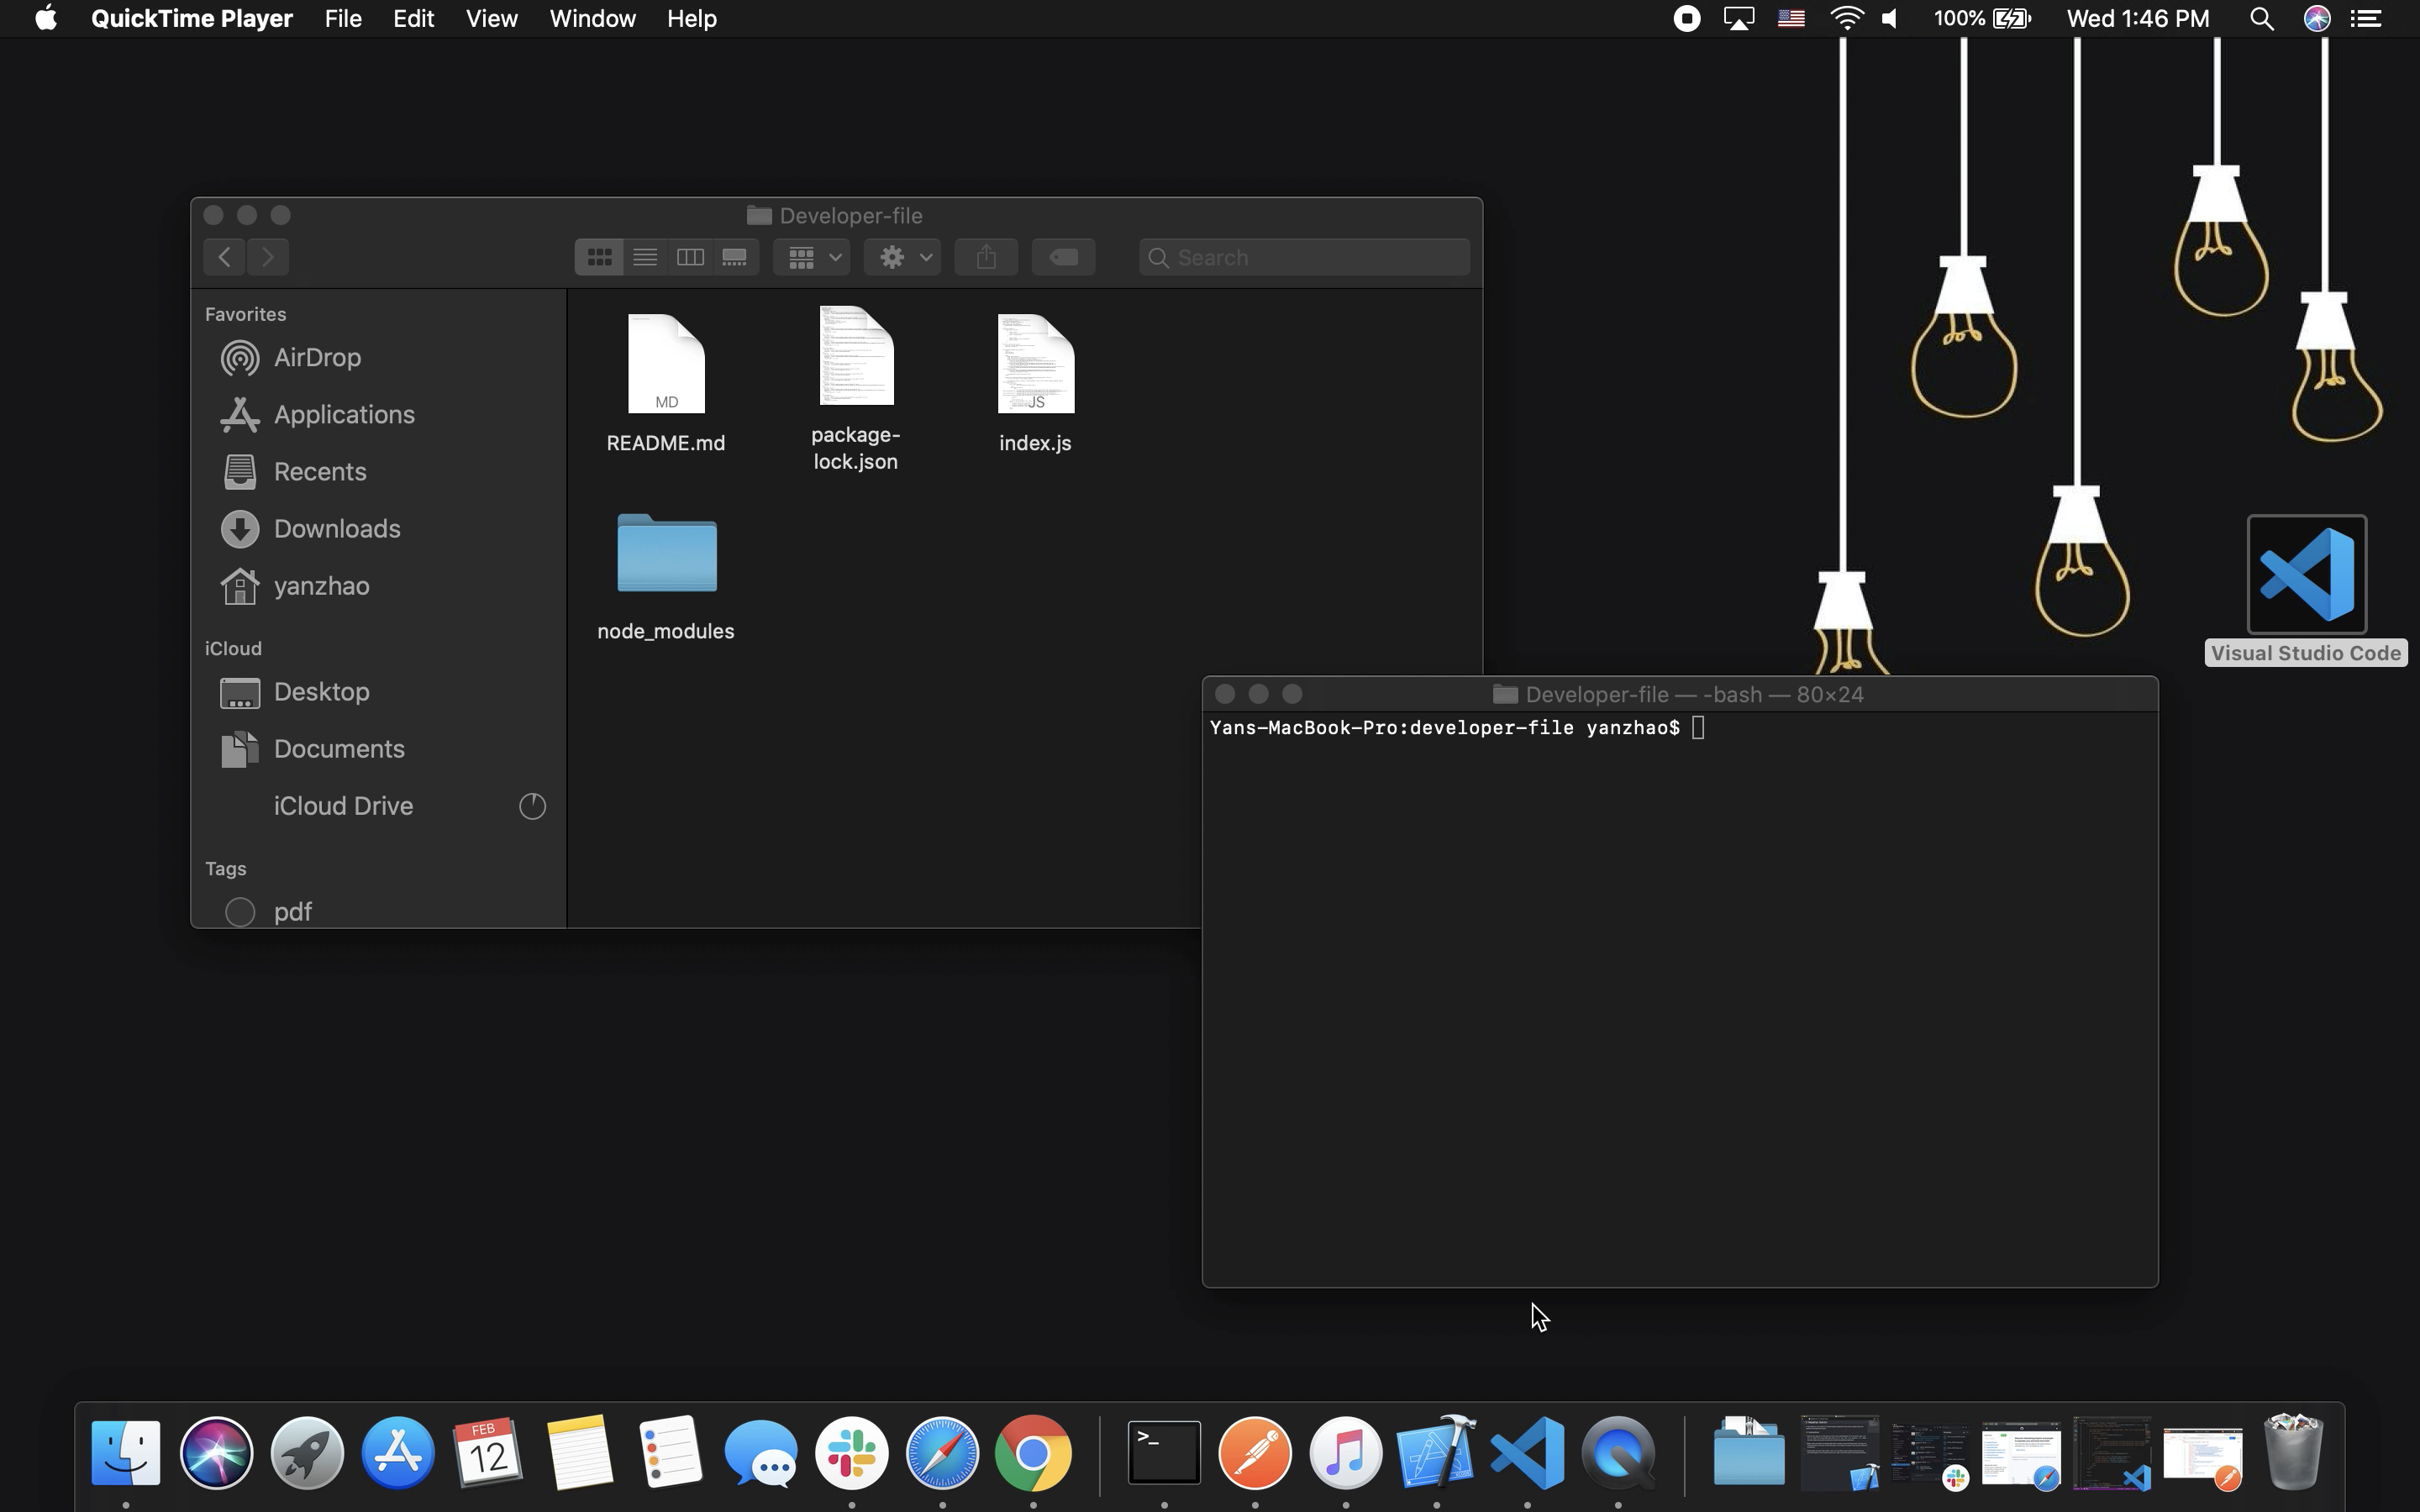 QuickTime Player File Edit View Window Help 100% Wed 1:46 PM
Developer-file
Search
Favorites
AirDrop
Applications
Recents
Downloads
yanzhao
iCloud
Desktop
Documents
iCloud Drive
Tags
pdf
MD
README.md
package-
lock.json
JS
index.js
node_modules
Visual Studio Code
Developer-file — -bash — 80×24
Yans-MacBook-Pro:developer-file yanzhao$
FEB
12
>_